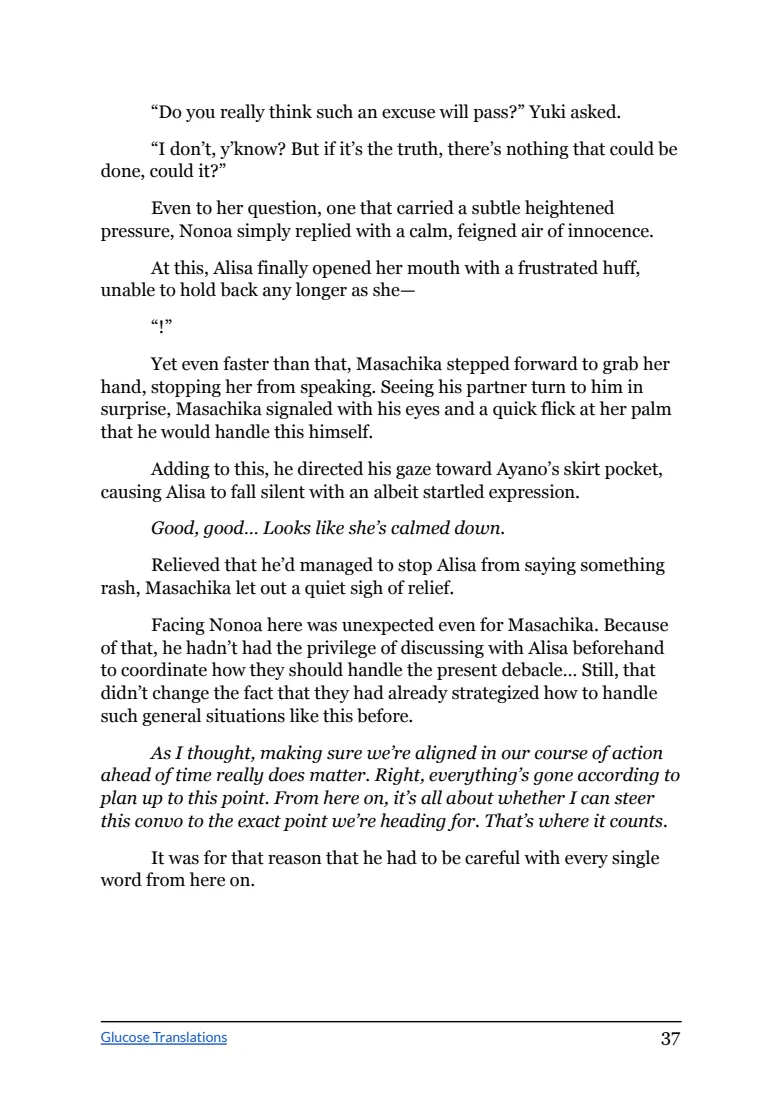 “Do you really think such an excuse will pass?” Yuki asked.
“I don’t, y’know? But if it’s the truth, there’s nothing that could be
done, could it?”
Even to her question, one that carried a subtle heightened
pressure, Nonoa simply replied with a calm, feigned air of innocence.
At this, Alisa finally opened her mouth with a frustrated huff,
unable to hold back any longer as she—
“!”
Yet even faster than that, Masachika stepped forward to grab her
hand, stopping her from speaking. Seeing his partner turn to him in
surprise, Masachika signaled with his eyes and a quick flick at her palm
that he would handle this himself.
Adding to this, he directed his gaze toward Ayano’s skirt pocket,
causing Alisa to fall silent with an albeit startled expression.
Good, good… Looks like she’s calmed down.
Relieved that he’d managed to stop Alisa from saying something
rash, Masachika let out a quiet sigh of relief.
Facing Nonoa here was unexpected even for Masachika. Because
of that, he hadn’t had the privilege of discussing with Alisa beforehand
to coordinate how they should handle the present debacle… Still, that
didn’t change the fact that they had already strategized how to handle
such general situations like this before.
As I thought, making sure we’re aligned in our course of action
ahead of time really does matter. Right, everything’s gone according to
plan up to this point. From here on, it’s all about whether I can steer
this convo to the exact point we’re heading for. That’s where it counts.
It was for that reason that he had to be careful with every single
word from here on.
Glucose Translations 37